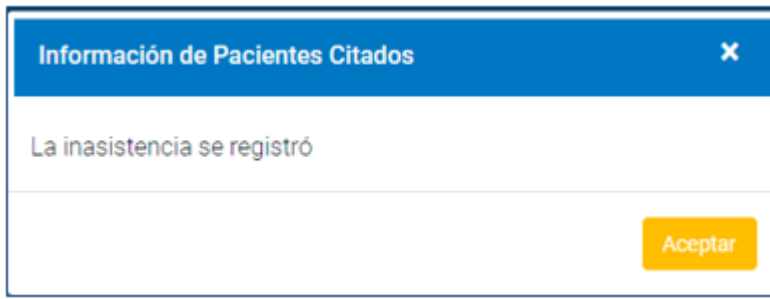 Información de Pacientes Citados
La inasistencia se registró
Aceptar